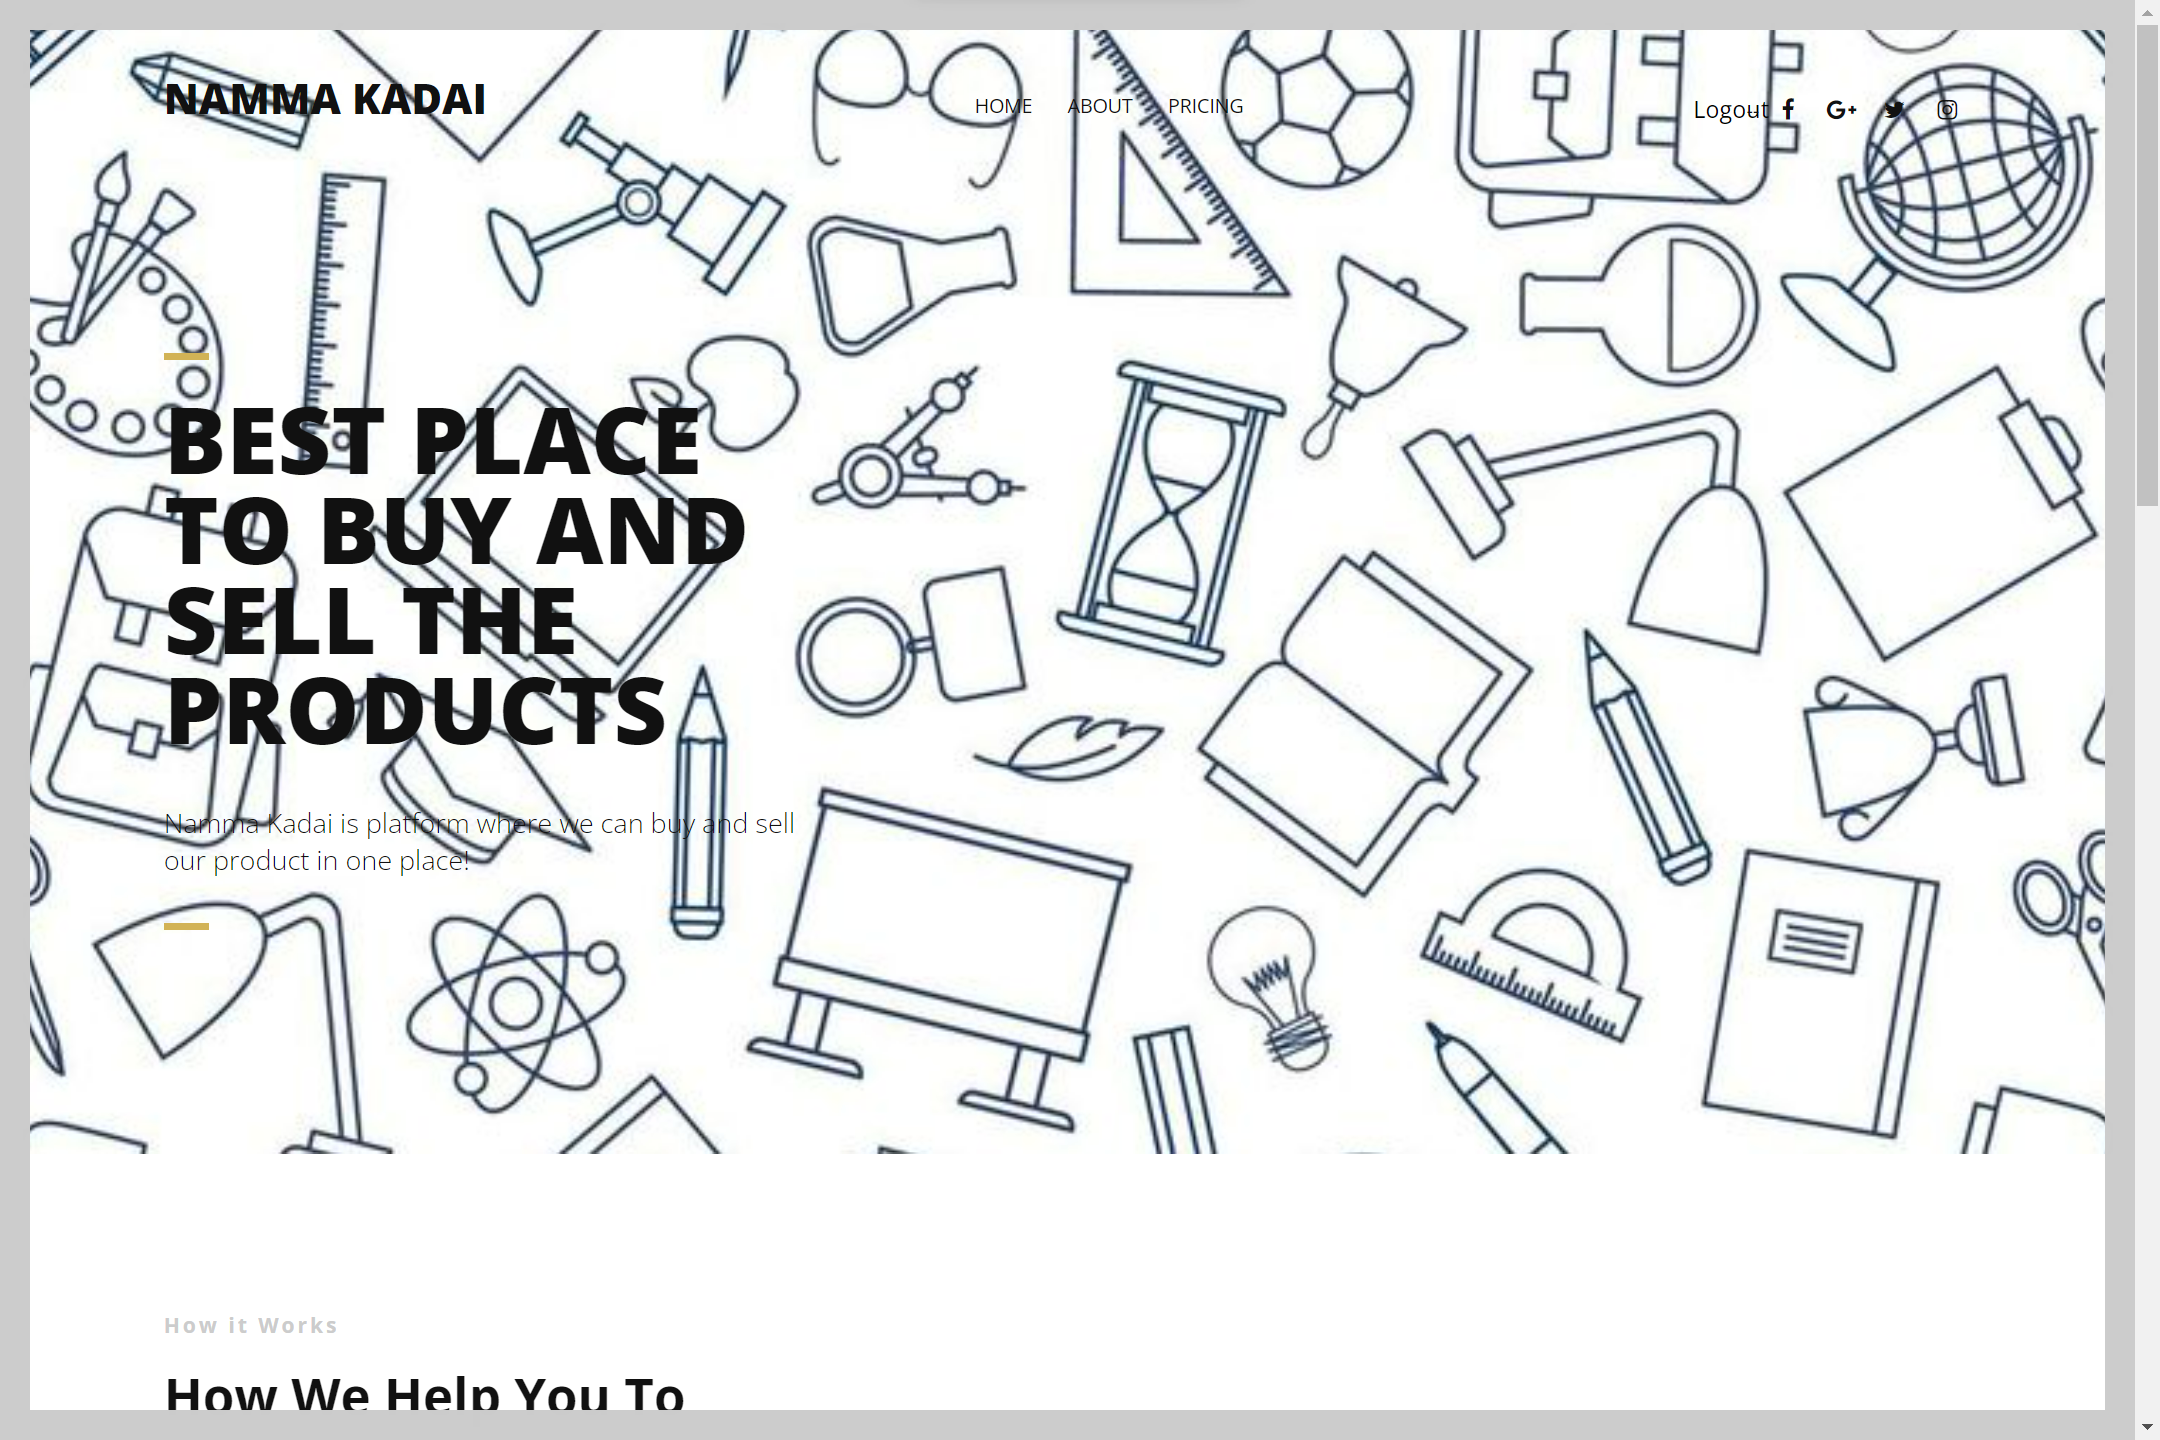 NAMMA KADAI
HOME ABOUT PRICING
Logout
BEST PLACE
TO BUY AND
SELL THE
PRODUCTS
Namma Kadai is platform where we can buy and sell
our product in one place!
How it Works
How We Help You To